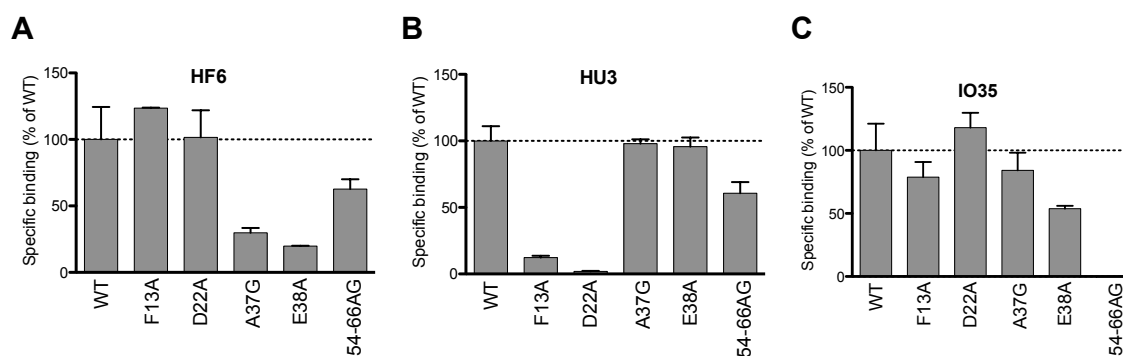 A
HF6
Specific binding (% of WT)
150
100
50
0
WT
F13A
D22A
A37G
E38A
54-66AG
B
HU3
Specific binding (% of WT)
150
100
50
0
WT
F13A
D22A
A37G
E38A
54-66AG
C
IO35
Specific binding (% of WT)
150
100
50
0
WT
F13A
D22A
A37G
E38A
54-66AG